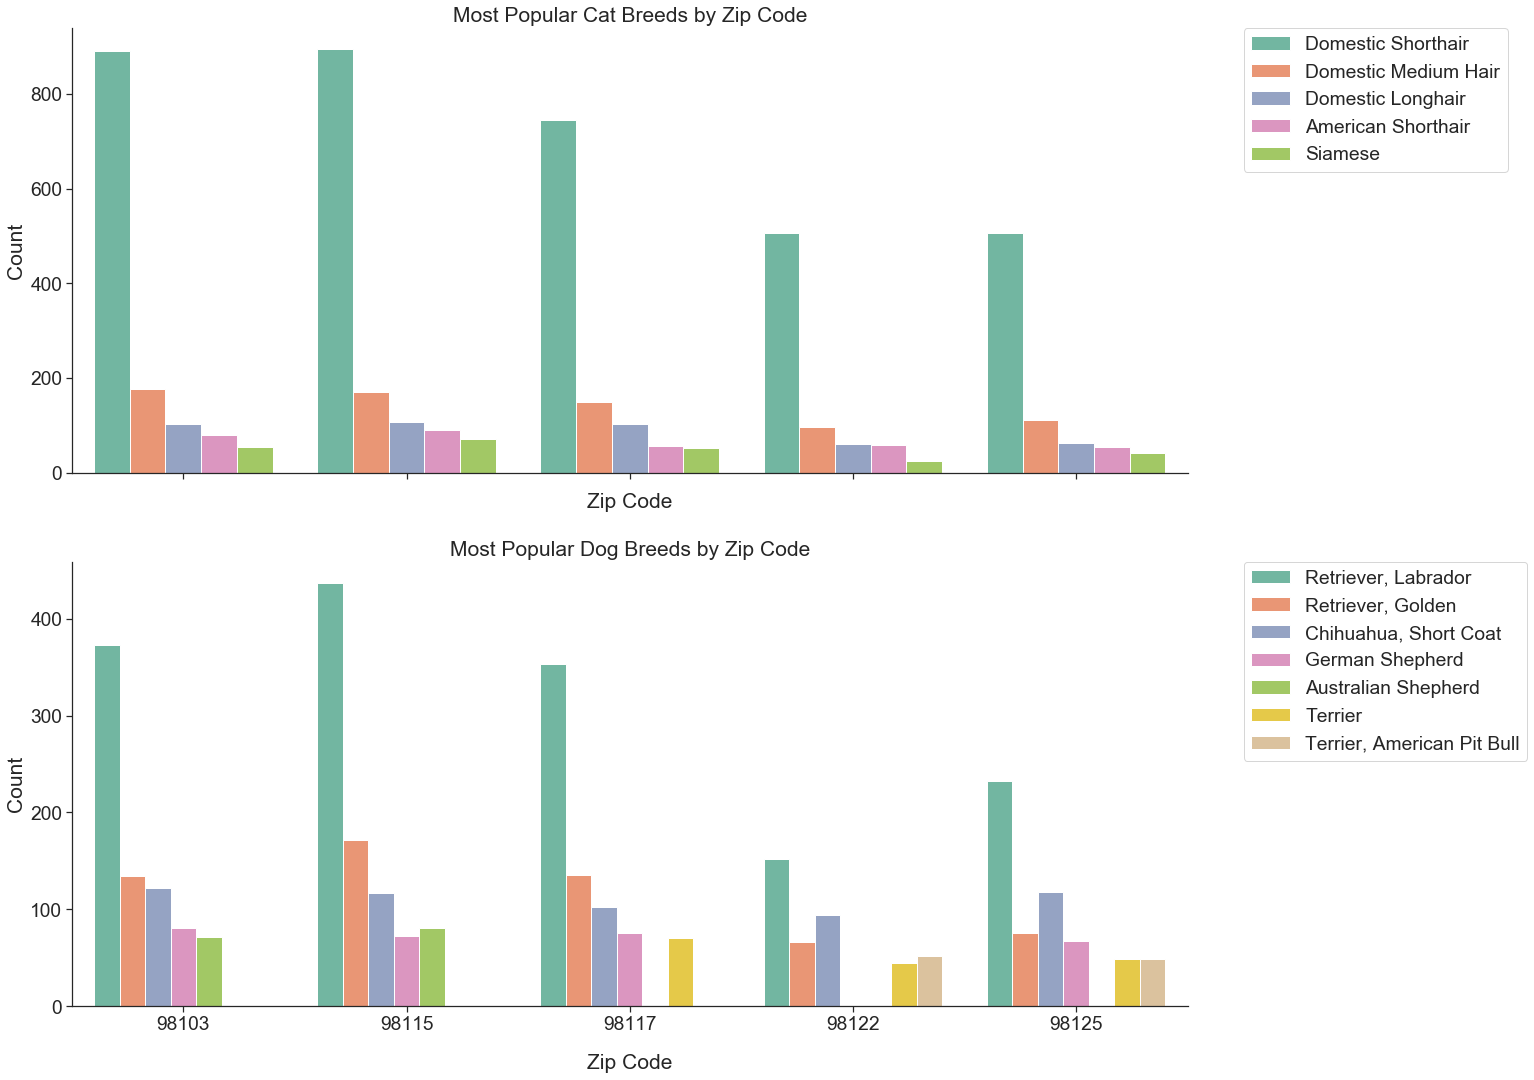 Most Popular Cat Breeds by Zip Code
Domestic Shorthair
Domestic Medium Hair
Domestic Longhair
American Shorthair
Siamese
Count
800
600
400
200
0
Zip Code
Most Popular Dog Breeds by Zip Code
Retriever, Labrador
Retriever, Golden
Chihuahua, Short Coat
German Shepherd
Australian Shepherd
Terrier
Terrier, American Pit Bull
Count
400
300
200
100
0
98103 98115 98117 98122 98125
Zip Code